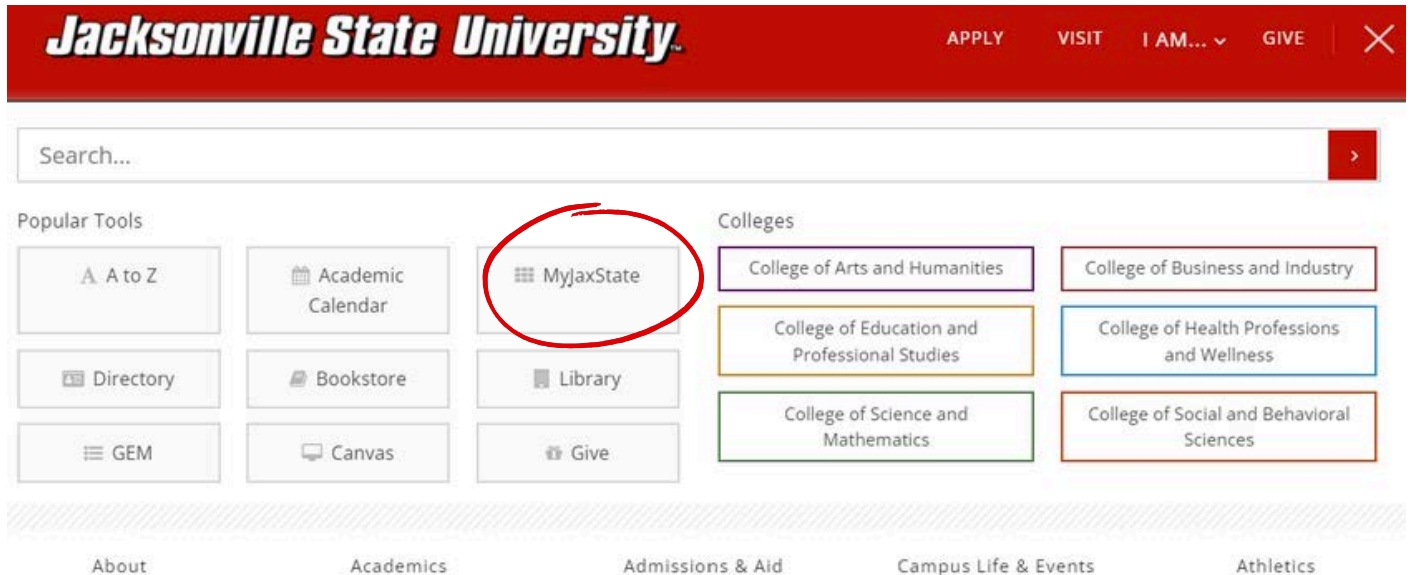 Jacksonville State University™
APPLY VISIT I AM... GIVE
Search...
Popular Tools
A to Z
Academic
Calendar
MyJaxState
Directory
Bookstore
Library
GEM
Canvas
Give
Colleges
College of Arts and Humanities
College of Business and Industry
College of Education and
Professional Studies
College of Health Professions
and Wellness
College of Science and
Mathematics
College of Social and Behavioral
Sciences
About Academics Admissions & Aid Campus Life & Events Athletics